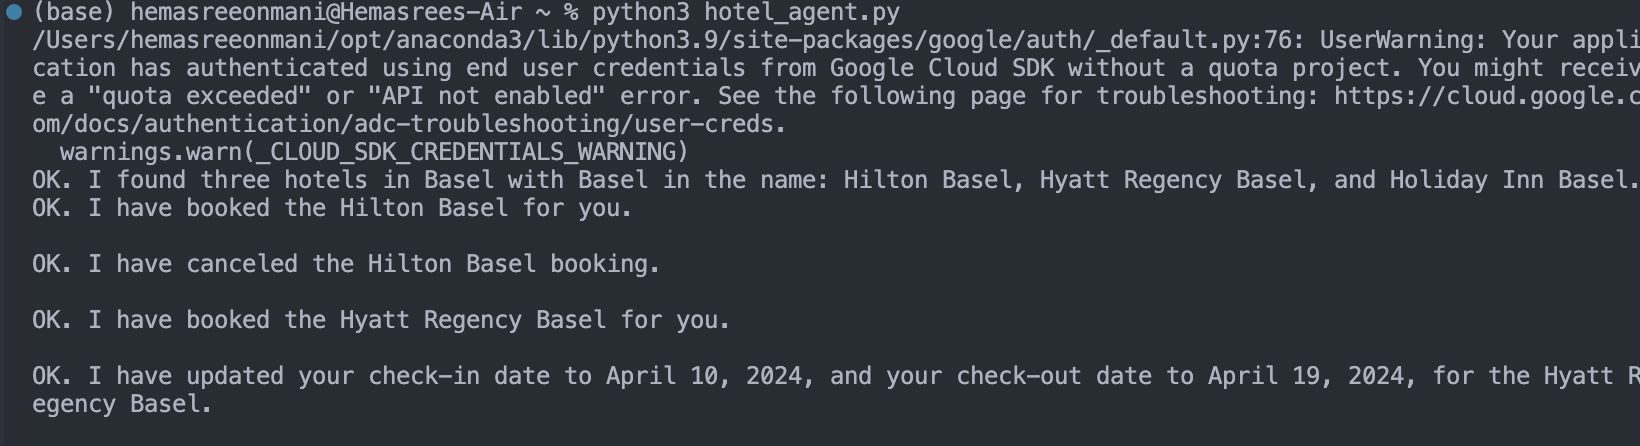 (base) hemasreeonmani@Hemasrees-Air ~ % python3 hotel_agent.py
/Users/hemasreeonmani/opt/anaconda3/lib/python3.9/site-packages/google/auth/_default.py:76: UserWarning: Your appli
cation has authenticated using end user credentials from Google Cloud SDK without a quota project. You might receiv
e a "quota exceeded" or "API not enabled" error. See the following page for troubleshooting: https://cloud.google.c
om/docs/authentication/adc-troubleshooting/user-creds.
  warnings.warn(_CLOUD_SDK_CREDENTIALS_WARNING)
OK. I found three hotels in Basel with Basel in the name: Hilton Basel, Hyatt Regency Basel, and Holiday Inn Basel.
OK. I have booked the Hilton Basel for you.
OK. I have canceled the Hilton Basel booking.
OK. I have booked the Hyatt Regency Basel for you.
OK. I have updated your check-in date to April 10, 2024, and your check-out date to April 19, 2024, for the Hyatt R
egency Basel.